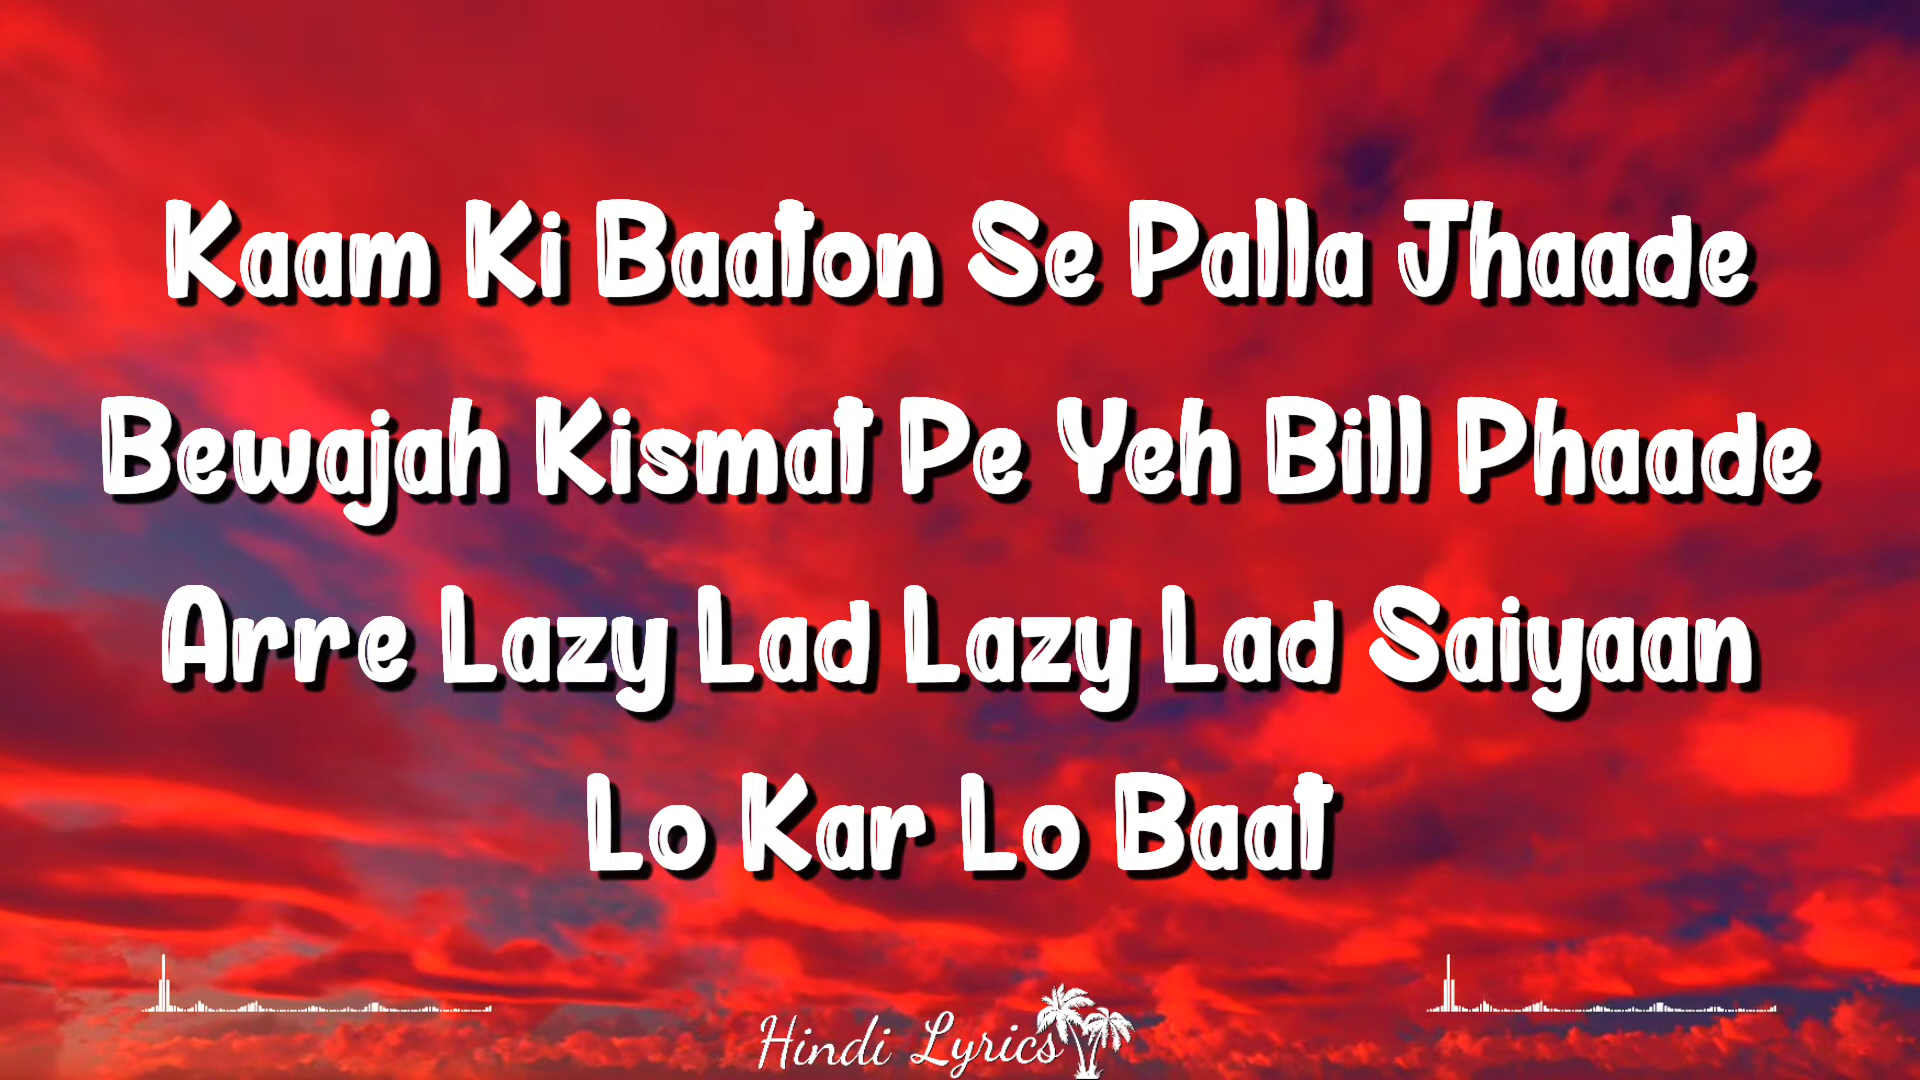 Kaam Ki Baaton Se Palla Jhaade
Bewajah Kismat Pe Yeh Bill Phaade
Arre Lazy Lad Lazy Lad Saiyaan
Lo Kar Lo Baat
Hindi Lyrics